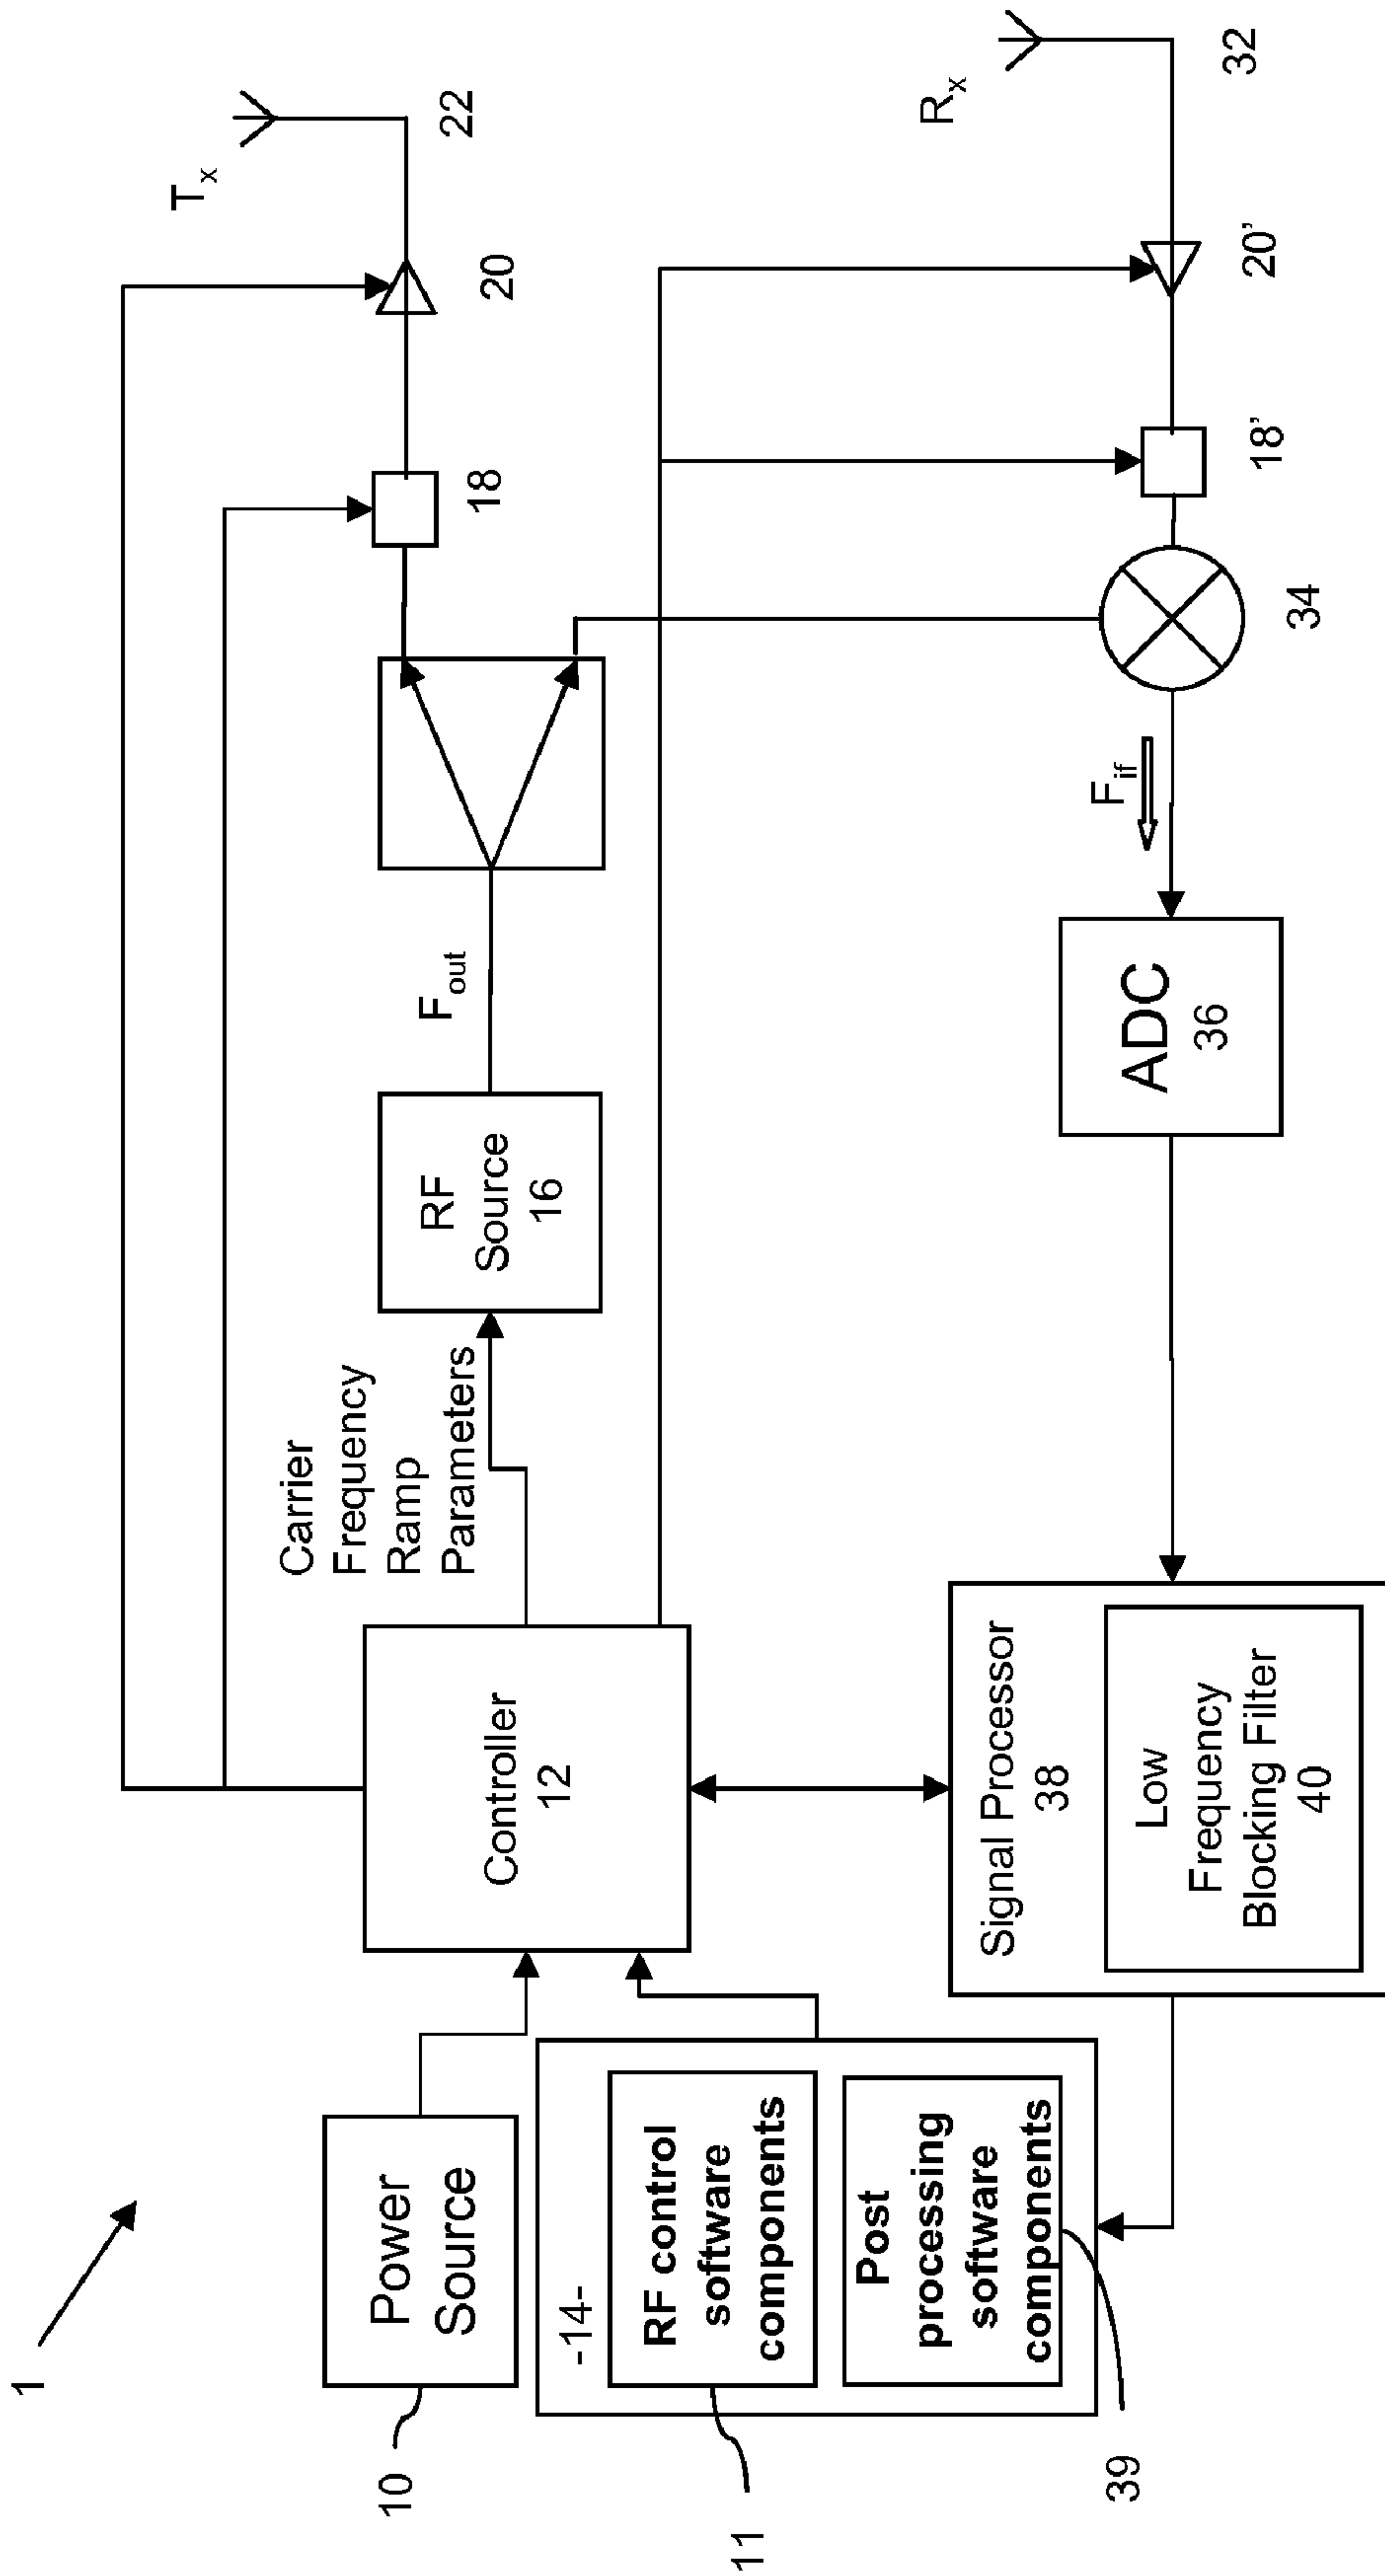 1
10
Power
Source
-14-
RF control
software
components
11
Post
processing
software
components
39
Controller
12
Carrier
Frequency
Ramp
Parameters
RF
Source
16
F out
18
20
Tx
22
Signal Processor
38
Low
Frequency
Blocking Filter
40
ADC
36
F if
34
18'
20'
Rx
32